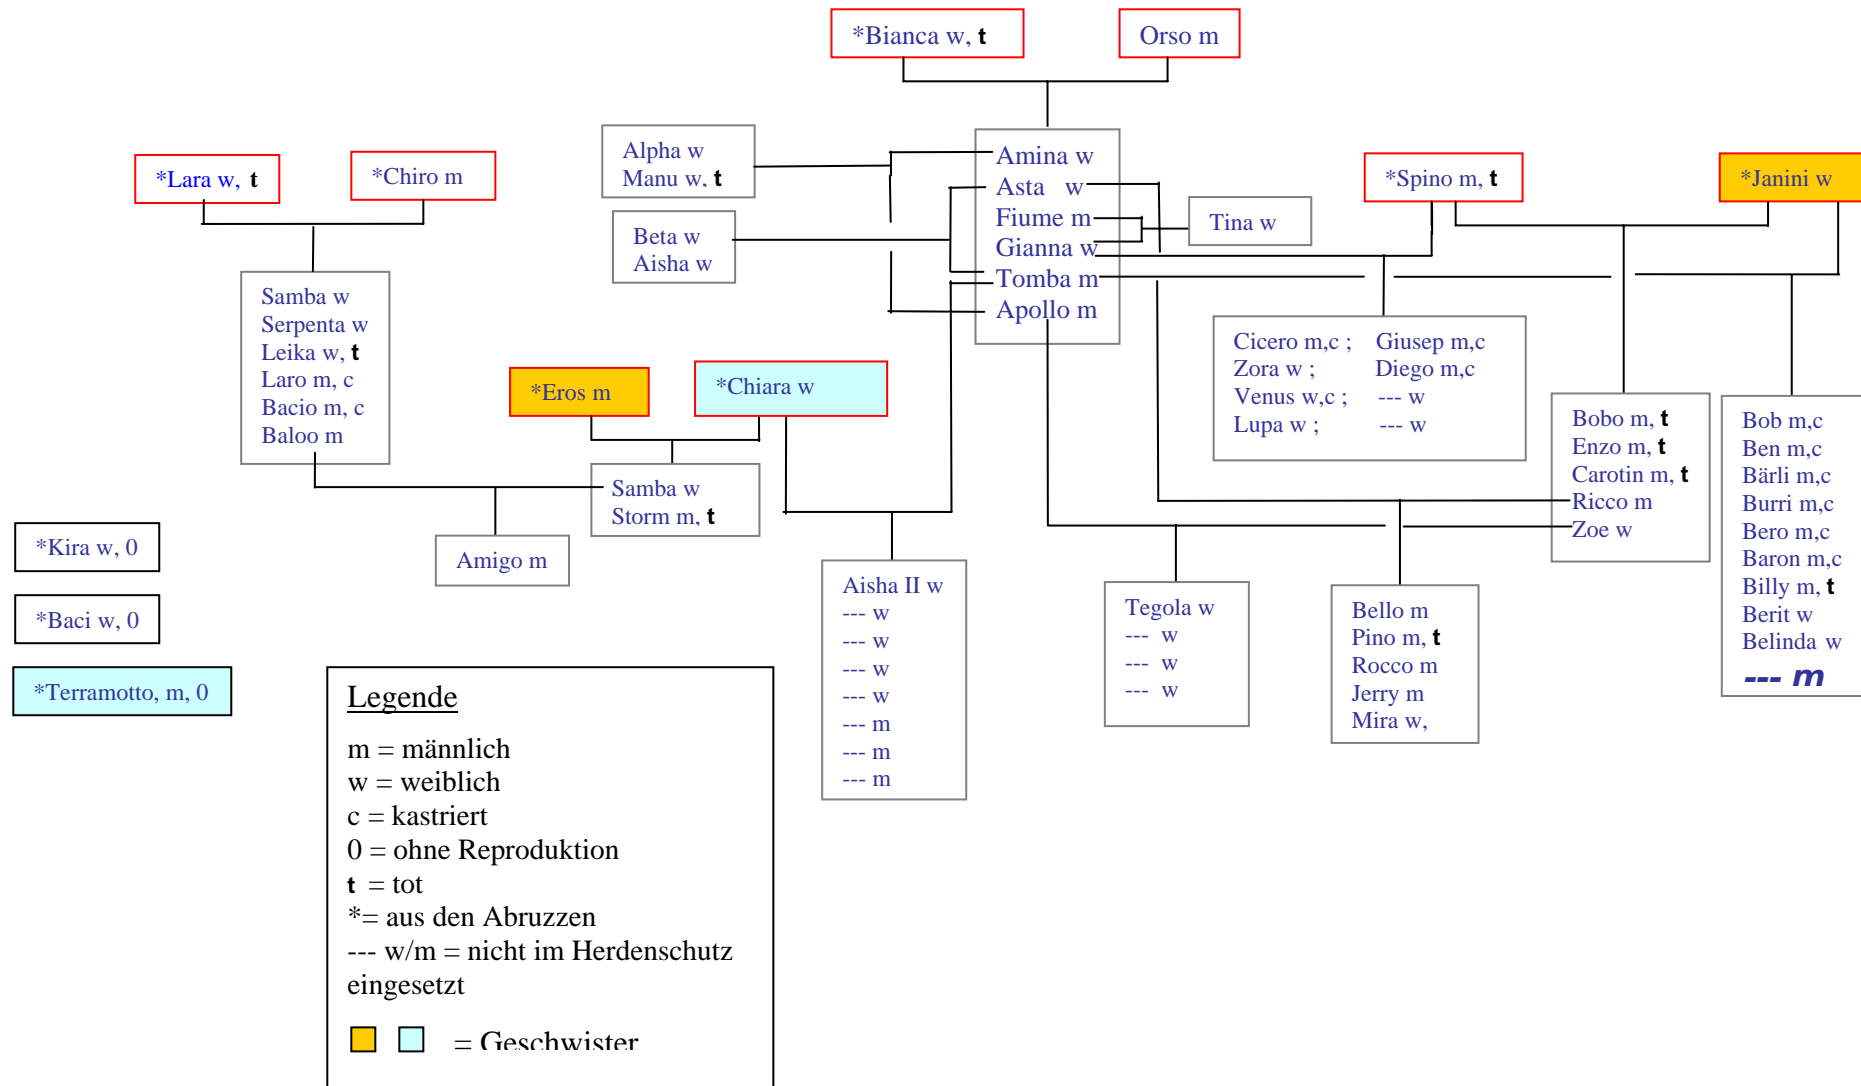 *Bianca w, t
Orso m
Alpha w
Manu w, t
Beta w
Aisha w
Amina w
Asta w
Fiume m
Gianna w
Tomba m
Apollo m
Tina w
*Spino m, t
*Janini w
*Lara w, t
*Chiro m
Samba w
Serpenta w
Leika w, t
Laro m, c
Bacio m, c
Baloo m
*Eros m
*Chiara w
Samba w
Storm m, t
Amigo m
Cicero m,c ; Giusep m,c
Zora w ; Diego m,c
Venus w,c ; --- w
Lupa w ; --- w
Bobo m, t
Enzo m, t
Carotin m, t
Ricco m
Zoe w
Bob m,c
Ben m,c
Bärli m,c
Burri m,c
Bero m,c
Baron m,c
Billy m, t
Berit w
Belinda w
--- m
*Kira w, 0
*Baci w, 0
*Terramotto, m, 0
Aisha II w
--- w
--- w
--- w
--- w
--- m
--- m
--- m
Tegola w
--- w
--- w
--- w
Bello m
Pino m, t
Rocco m
Jerry m
Mira w,
Legende
m = männlich
w = weiblich
c = kastriert
0 = ohne Reproduktion
t = tot
*= aus den Abruzzen
--- w/m = nicht im Herdenschutz
eingesetzt
= Geschwister